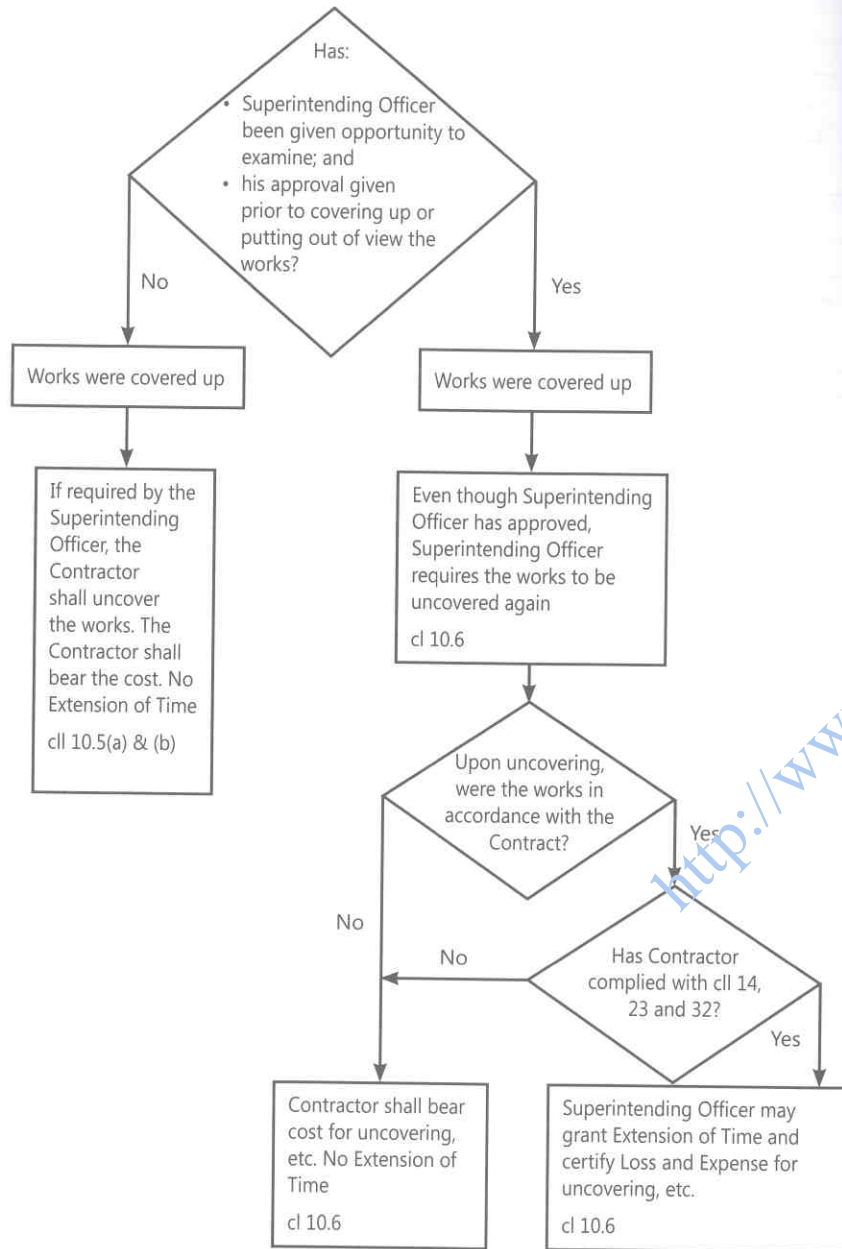 Has:
• Superintending Officer
been given opportunity to
examine; and
• his approval given
prior to covering up or
putting out of view the
works?
No
Yes
Works were covered up
Works were covered up
If required by the
Superintending
Officer, the
Contractor
shall uncover
the works. The
Contractor shall
bear the cost. No
Extension of Time
cll 10.5(a) & (b)
Even though Superintending
Officer has approved,
Superintending Officer
requires the works to be
uncovered again
cl 10.6
Upon uncovering,
were the works in
accordance with the
Contract?
Yes
No
Has Contractor
complied with cll 14,
23 and 32?
No
Yes
Contractor shall bear
cost for uncovering,
etc. No Extension of
Time
cl 10.6
Superintending Officer may
grant Extension of Time and
certify Loss and Expense for
uncovering, etc.
cl 10.6
http://ww